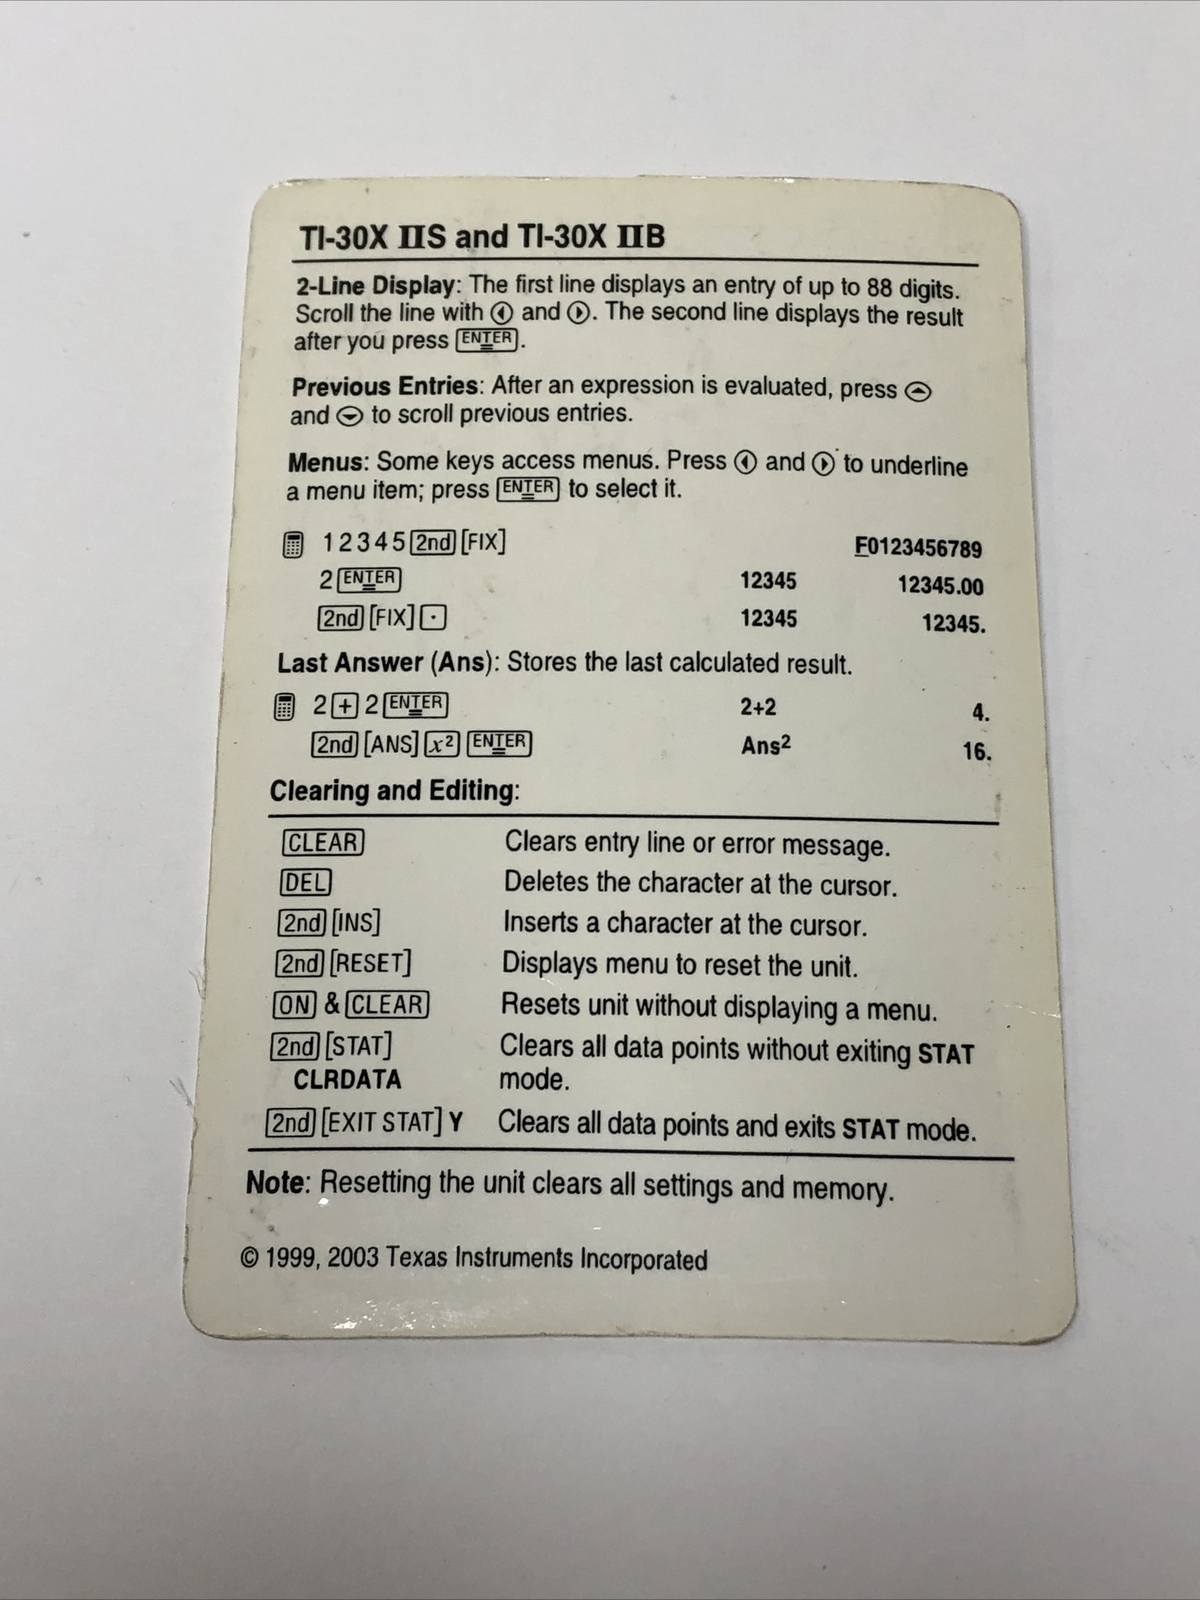 TI-30X IIS and TI-30X IIB
2-Line Display: The first line displays an entry of up to 88 digits.
Scroll the line with ⏴ and ⏵. The second line displays the result
after you press ENTER.
Previous Entries: After an expression is evaluated, press ⏶
and ⏷ to scroll previous entries.
Menus: Some keys access menus. Press ⏴ and ⏵ to underline
a menu item; press ENTER to select it.
12345 2nd [FIX] F0123456789
2 ENTER 12345 12345.00
2nd [FIX] . 12345 12345.
Last Answer (Ans): Stores the last calculated result.
2 + 2 ENTER 2+2 4.
2nd [ANS] x² ENTER Ans² 16.
Clearing and Editing:
CLEAR Clears entry line or error message.
DEL Deletes the character at the cursor.
2nd [INS] Inserts a character at the cursor.
2nd [RESET] Displays menu to reset the unit.
ON & CLEAR Resets unit without displaying a menu.
2nd [STAT] Clears all data points without exiting STAT
CLRDATA mode.
2nd [EXIT STAT] Y Clears all data points and exits STAT mode.
Note: Resetting the unit clears all settings and memory.
© 1999, 2003 Texas Instruments Incorporated